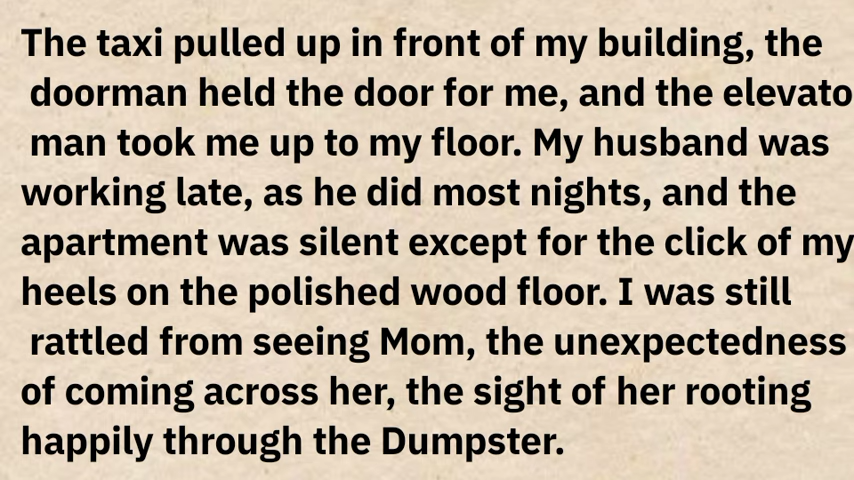 The taxi pulled up in front of my building, the
doorman held the door for me, and the elevato
man took me up to my floor. My husband was
working late, as he did most nights, and the
apartment was silent except for the click of my
heels on the polished wood floor. I was still
rattled from seeing Mom, the unexpectedness
of coming across her, the sight of her rooting
happily through the Dumpster.